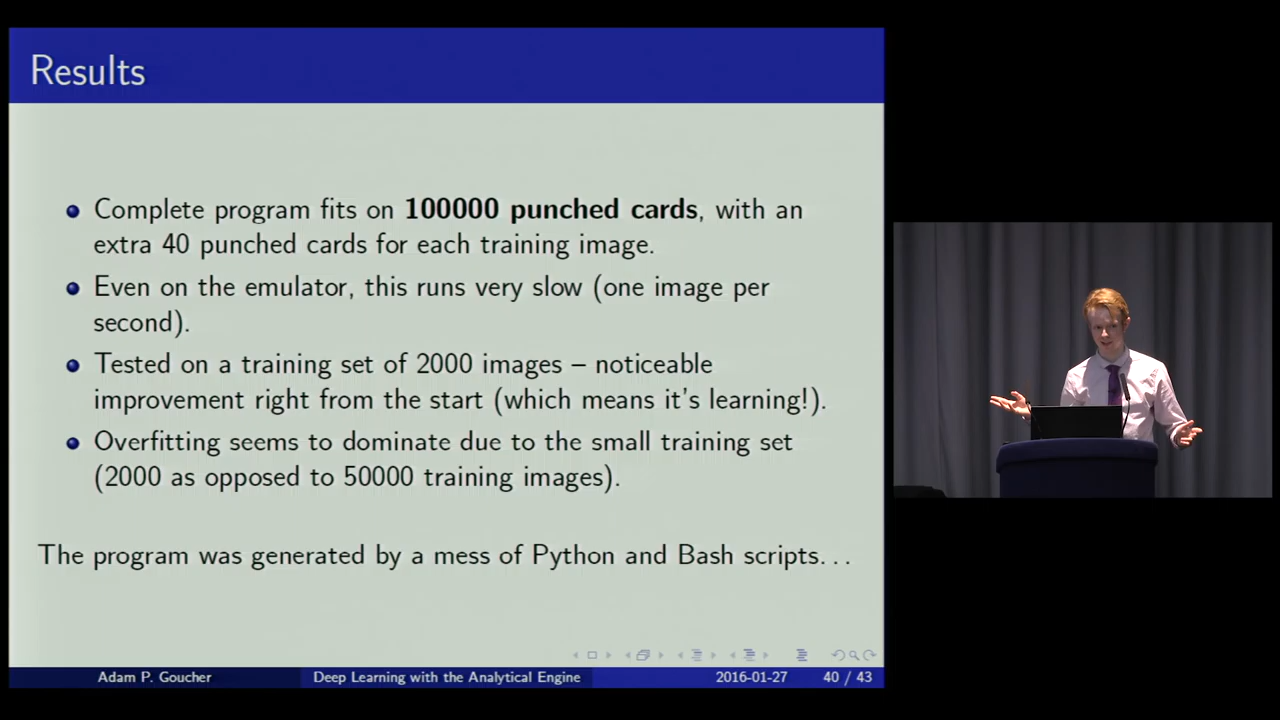 Results
Complete program fits on 100000 punched cards, with an
extra 40 punched cards for each training image.
Even on the emulator, this runs very slow (one image per
second).
Tested on a training set of 2000 images – noticeable
improvement right from the start (which means it's learning!).
Overfitting seems to dominate due to the small training set
(2000 as opposed to 50000 training images).
The program was generated by a mess of Python and Bash scripts...
Adam P. Goucher
Deep Learning with the Analytical Engine
2016-01-27
40 / 43